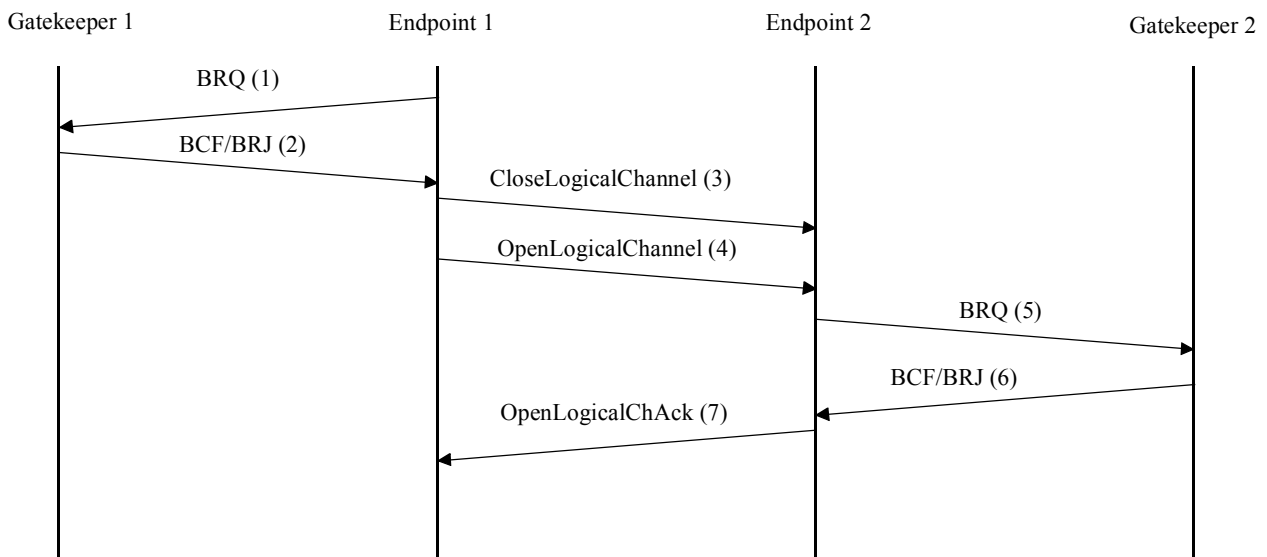 Gatekeeper 1
Endpoint 1
Endpoint 2
Gatekeeper 2
BRQ (1)
BCF/BRJ (2)
CloseLogicalChannel (3)
OpenLogicalChannel (4)
BRQ (5)
BCF/BRJ (6)
OpenLogicalChAck (7)